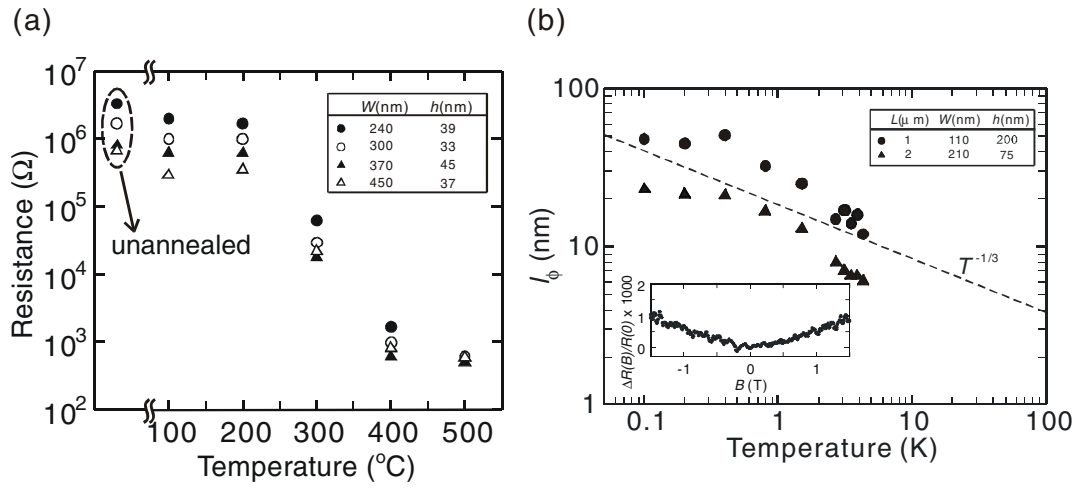 (a)
Resistance (Ω)
10^7
10^6
10^5
10^4
10^3
10^2
W(nm) h(nm)
● 240 39
○ 300 33
▲ 370 45
△ 450 37
unannealed
100 200 300 400 500
Temperature (°C)
(b)
l_ϕ (nm)
100
10
1
L(μ m) W(nm) h(nm)
● 1 110 200
▲ 2 210 75
T^{-1/3}
ΔR(B)/R(0) x 1000
2
1
0
-1 0 1
B(T)
0.1 1 10 100
Temperature (K)